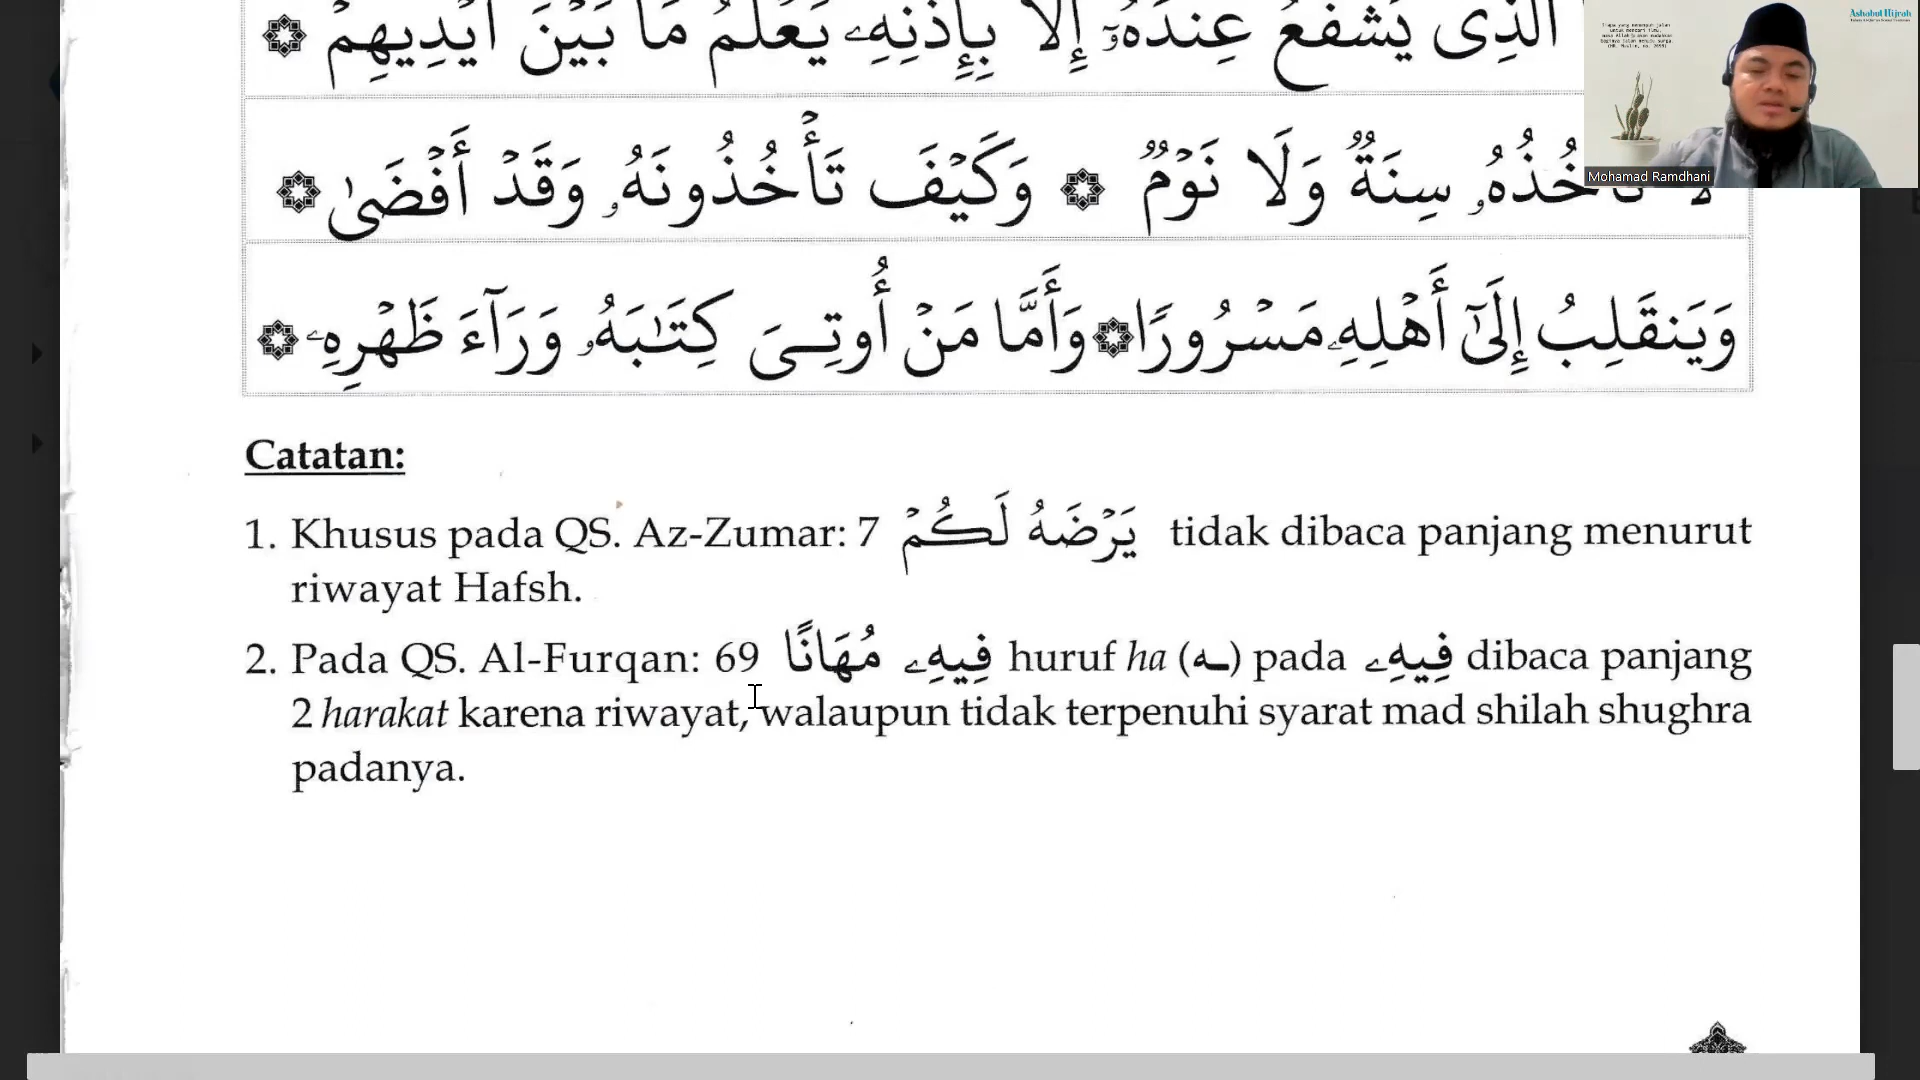 الَّذِى يَشْفَعُ عِندَهُۥٓ إِلَّا بِإِذْنِهِۦ يَعْلَمُ مَا بَيْنَ أَيْدِيهِمْ ۞
تَأْخُذُهُۥ سِنَةٌ وَلَا نَوْمٌ ۞ وَكَيْفَ تَأْخُذُونَهُۥ وَقَدْ أَفْضَىٰ ۞
وَيَنقَلِبُ إِلَىٰٓ أَهْلِهِۦ مَسْرُورًا ۞ وَأَمَّا مَنْ أُوتِىَ كِتَـٰبَهُۥ وَرَآءَ ظَهْرِهِۦ ۞
Catatan:
1. Khusus pada QS. Az-Zumar: 7 يَرْضَهُ لَكُمْ tidak dibaca panjang menurut
riwayat Hafsh.
2. Pada QS. Al-Furqan: 69 فِيهِۦ مُهَانًا huruf ha (ـهـ) pada فِيهِۦ dibaca panjang
2 harakat karena riwayat, walaupun tidak terpenuhi syarat mad shilah shughra
padanya.
Mohamad Ramdhani
Ashabul Hijrah